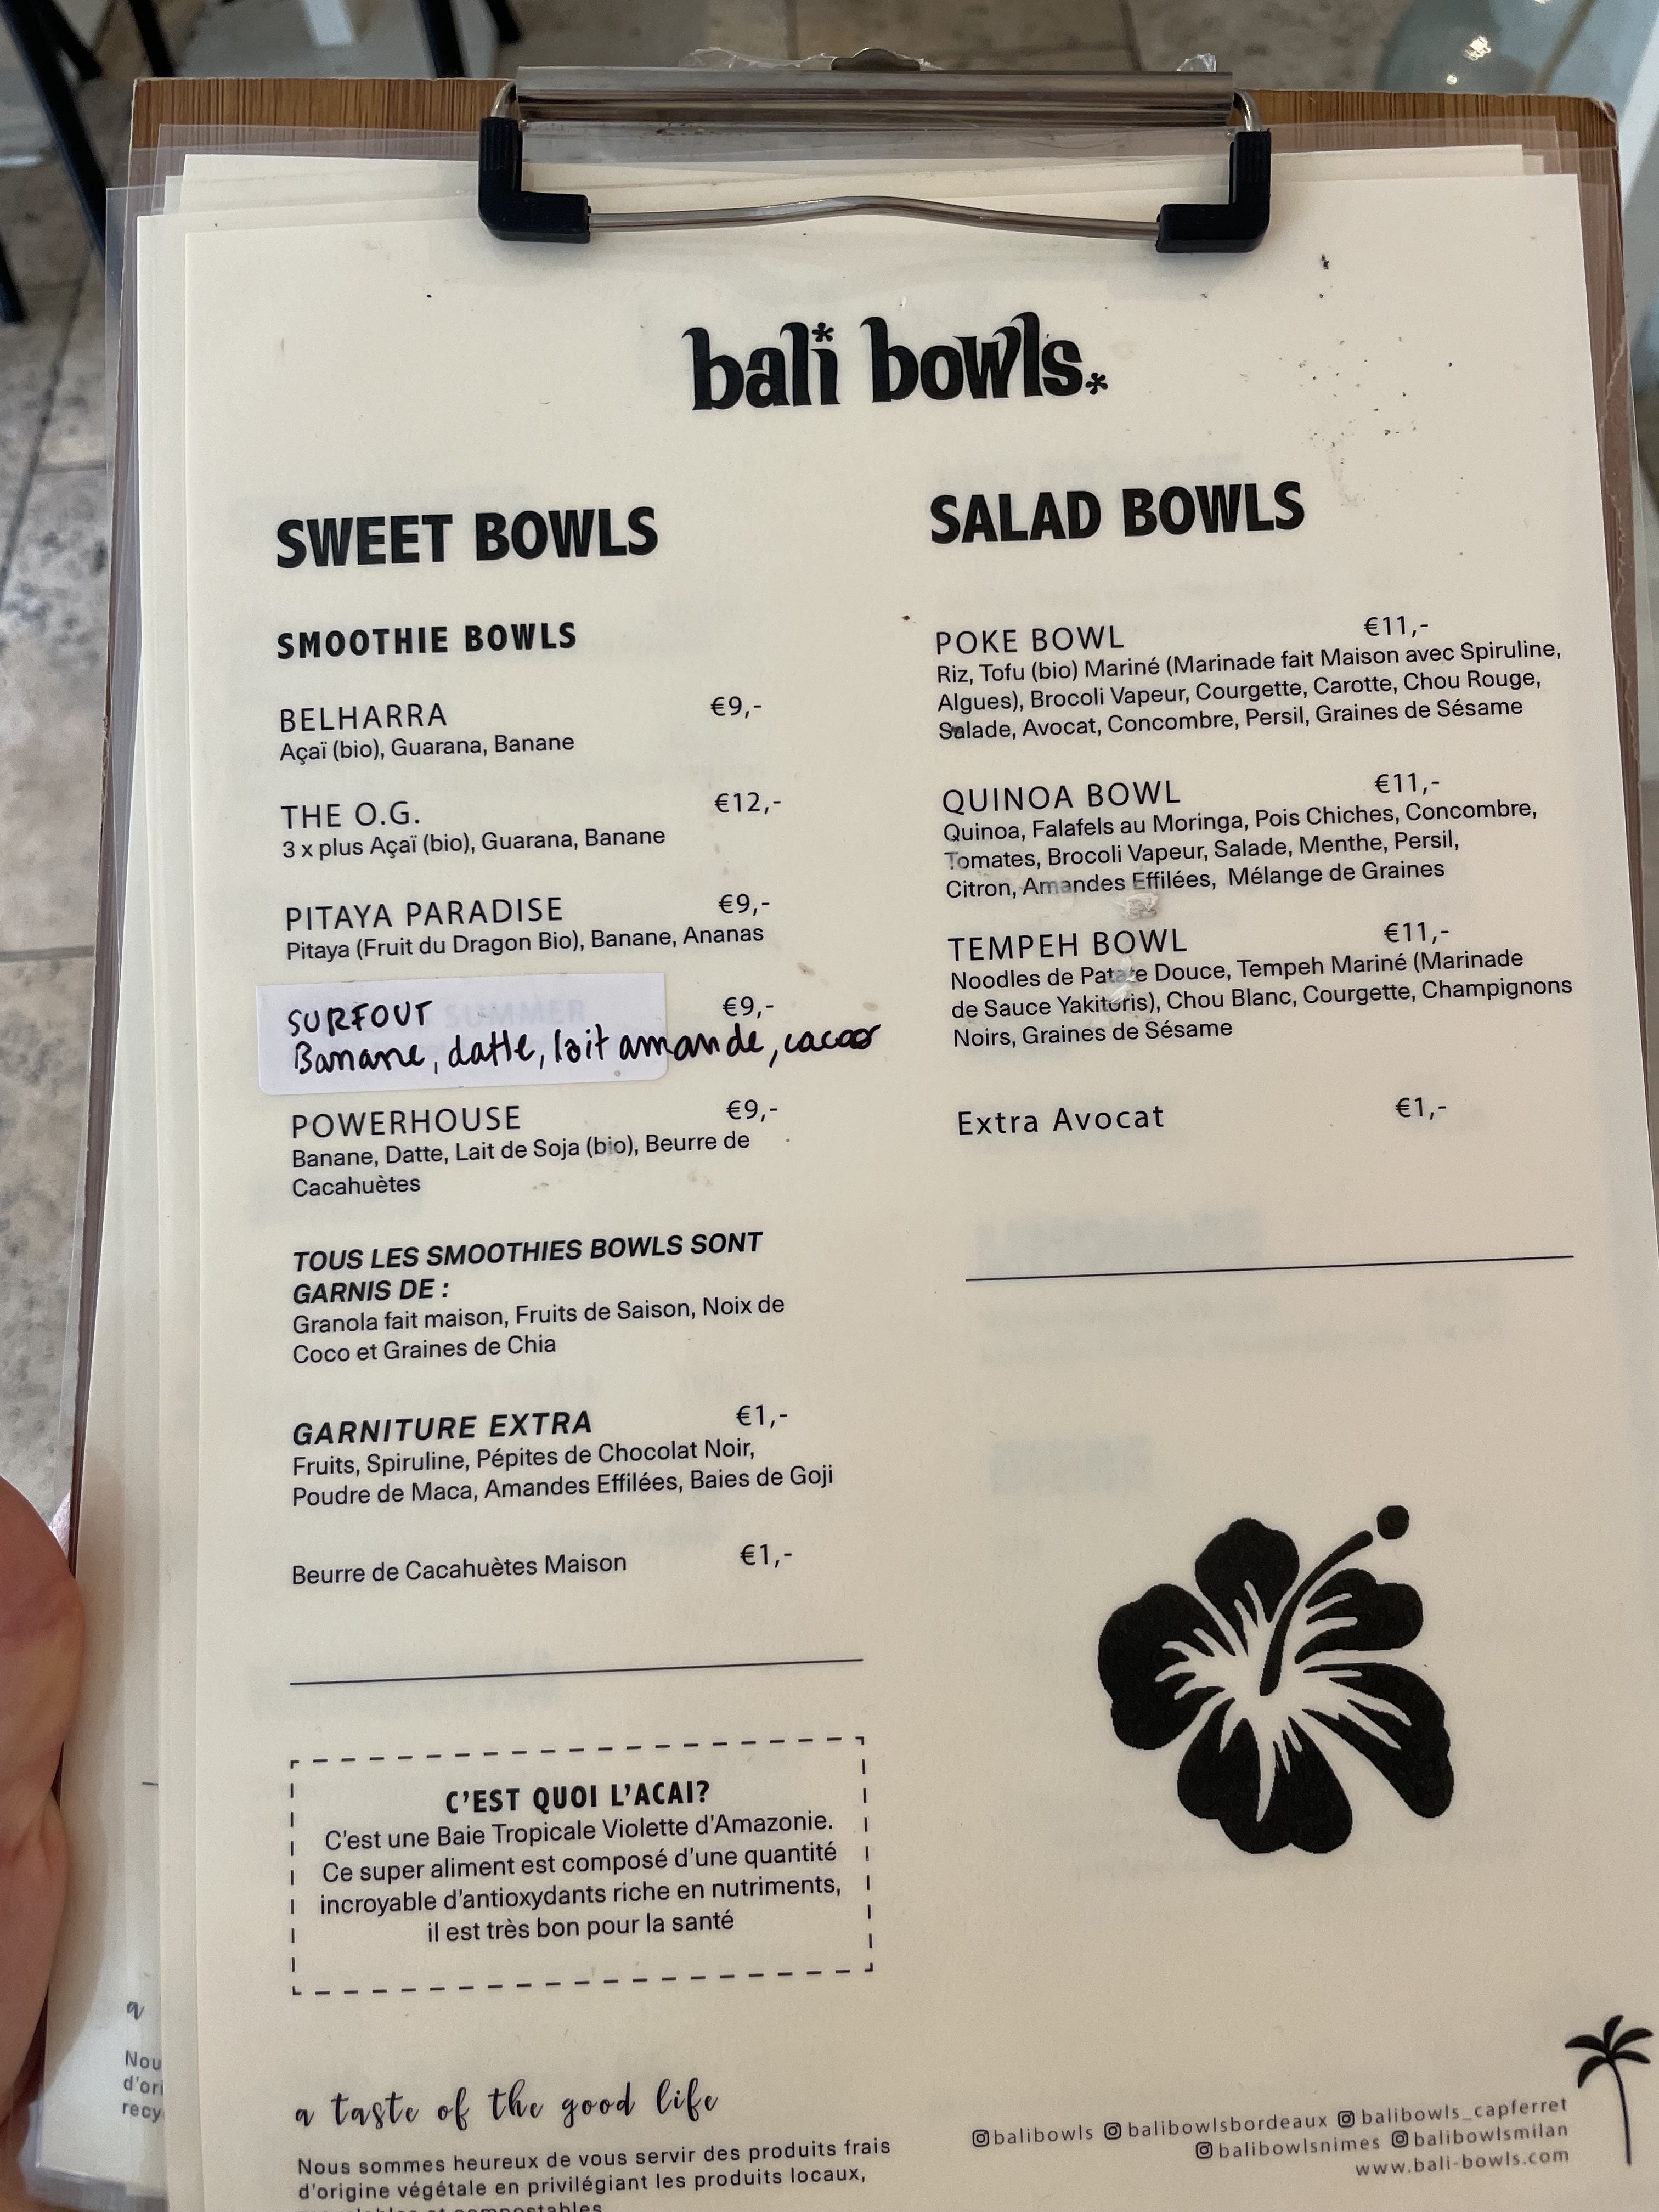 bali bowls
SWEET BOWLS
SMOOTHIE BOWLS
BELHARRA €9,-
Açaï (bio), Guarana, Banane
THE O.G. €12,-
3 x plus Açaï (bio), Guarana, Banane
PITAYA PARADISE €9,-
Pitaya (Fruit du Dragon Bio), Banane, Ananas
SURFOUT SUMMER €9,-
Banane, datte, lait amande, cacao
POWERHOUSE €9,-
Banane, Datte, Lait de Soja (bio), Beurre de
Cacahuètes
TOUS LES SMOOTHIES BOWLS SONT
GARNIS DE :
Granola fait maison, Fruits de Saison, Noix de
Coco et Graines de Chia
GARNITURE EXTRA €1,-
Fruits, Spiruline, Pépites de Chocolat Noir,
Poudre de Maca, Amandes Effilées, Baies de Goji
Beurre de Cacahuètes Maison €1,-
C'EST QUOI L'ACAI?
C'est une Baie Tropicale Violette d'Amazonie.
Ce super aliment est composé d'une quantité
incroyable d'antioxydants riche en nutriments,
il est très bon pour la santé
SALAD BOWLS
POKE BOWL €11,-
Riz, Tofu (bio) Mariné (Marinade fait Maison avec Spiruline,
Algues), Brocoli Vapeur, Courgette, Carotte, Chou Rouge,
Salade, Avocat, Concombre, Persil, Graines de Sésame
QUINOA BOWL €11,-
Quinoa, Falafels au Moringa, Pois Chiches, Concombre,
Tomates, Brocoli Vapeur, Salade, Menthe, Persil,
Citron, Amandes Effilées, Mélange de Graines
TEMPEH BOWL €11,-
Noodles de Patate Douce, Tempeh Mariné (Marinade
de Sauce Yakitoris), Chou Blanc, Courgette, Champignons
Noirs, Graines de Sésame
Extra Avocat €1,-
a taste of the good life
Nous sommes heureux de vous servir des produits frais
d'origine végétale en privilégiant les produits locaux,
balibowls balibowlsbordeaux balibowls_capferret
balibowlsnimes balibowlsmilan
www.bali-bowls.com
a
Nou
d'ori
recy